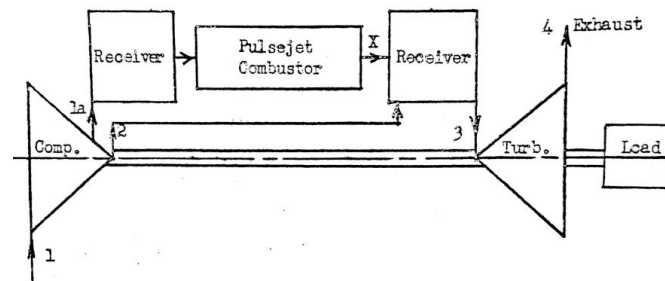 4 Exhaust
Receiver
Pulsejet
Combustor
X
Receiver
1a
2
3
Comp.
Turb.
Load
1